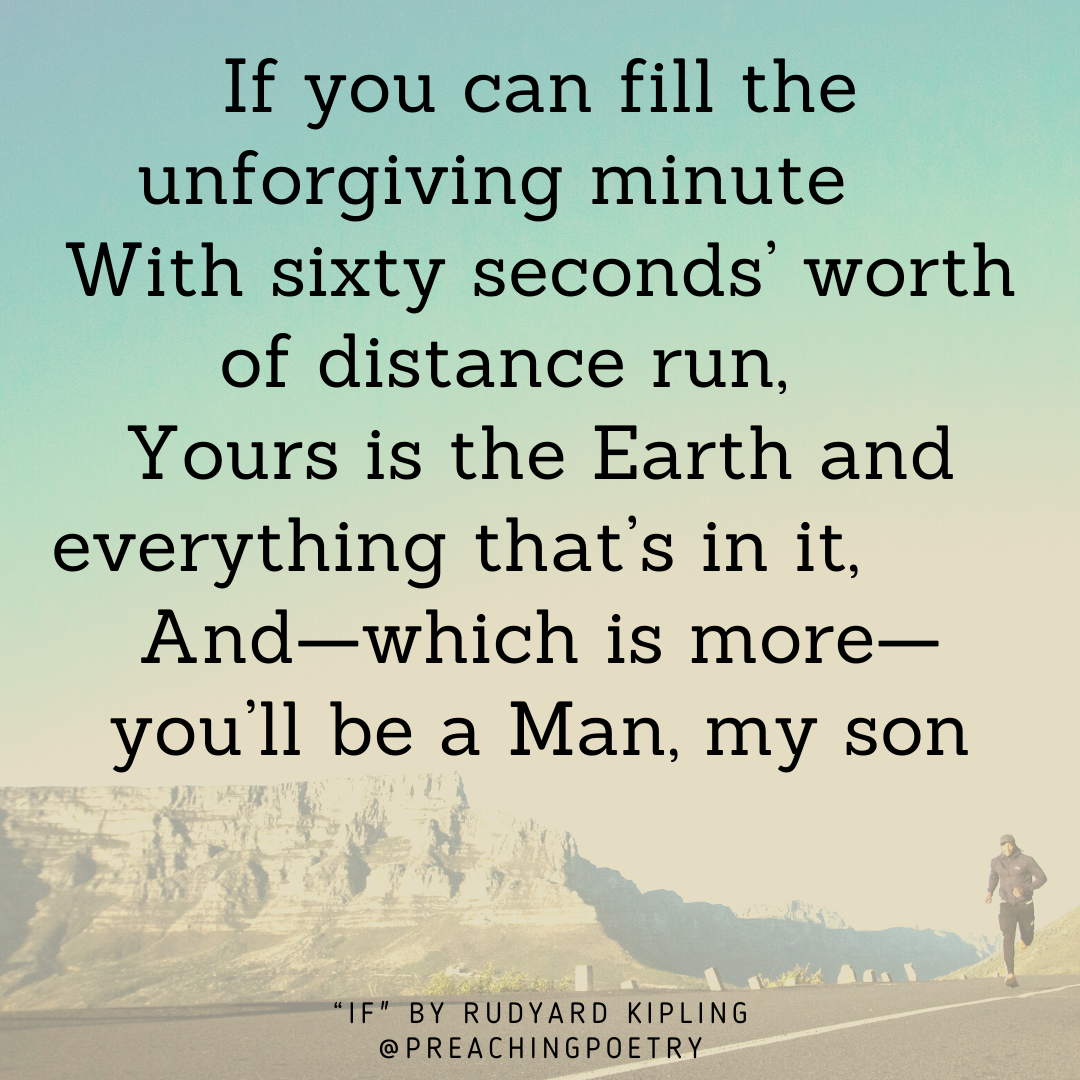 If you can fill the
unforgiving minute
With sixty seconds’ worth
of distance run,
Yours is the Earth and
everything that’s in it,
And—which is more—
you’ll be a Man, my son
“IF" BY RUDYARD KIPLING
@PREACHINGPOETRY